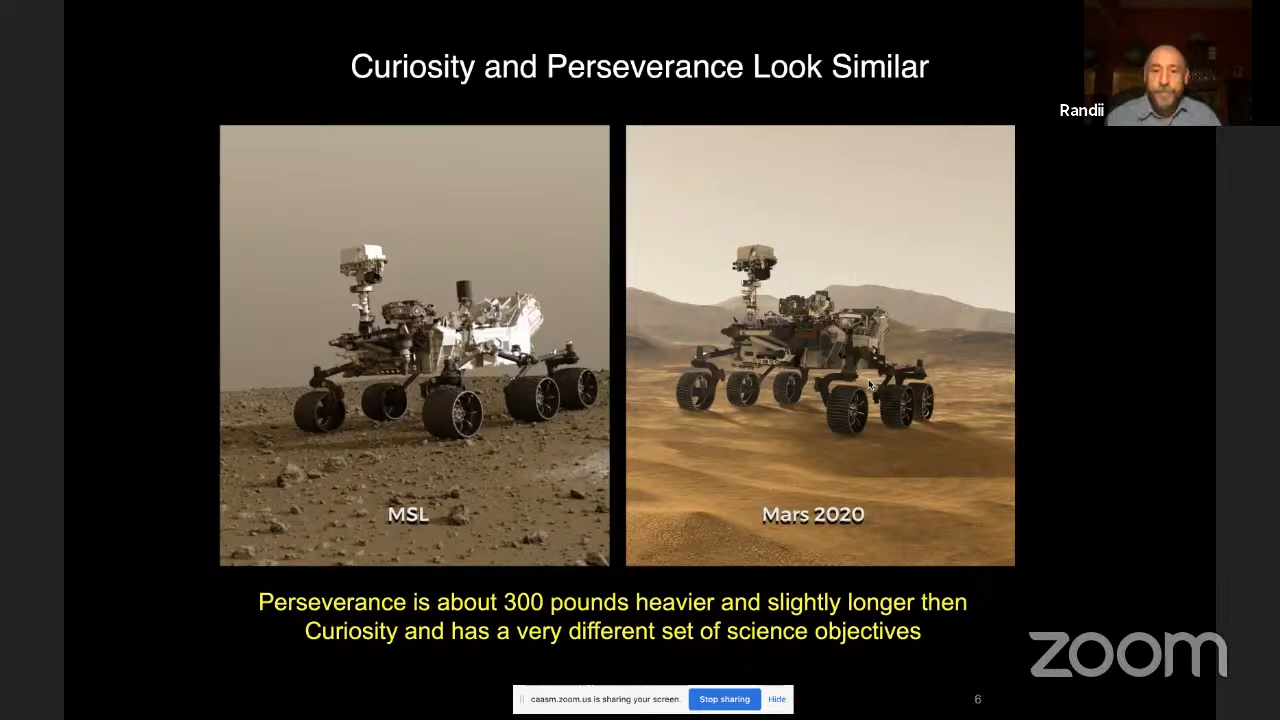 Curiosity and Perseverance Look Similar
Randii
MSL
Mars 2020
Perseverance is about 300 pounds heavier and slightly longer then
Curiosity and has a very different set of science objectives
zoom
caasm.zoom.us is sharing your screen.
Stop sharing
Hide
6